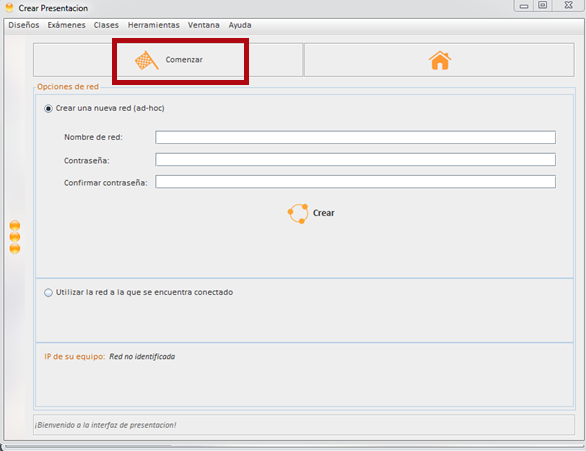 Crear Presentacion
Diseños Exámenes Clases Herramientas Ventana Ayuda
Comenzar
Opciones de red
Crear una nueva red (ad-hoc)
Nombre de red:
Contraseña:
Confirmar contraseña:
Crear
Utilizar la red a la que se encuentra conectado
IP de su equipo: Red no identificada
¡Bienvenido a la interfaz de presentacion!